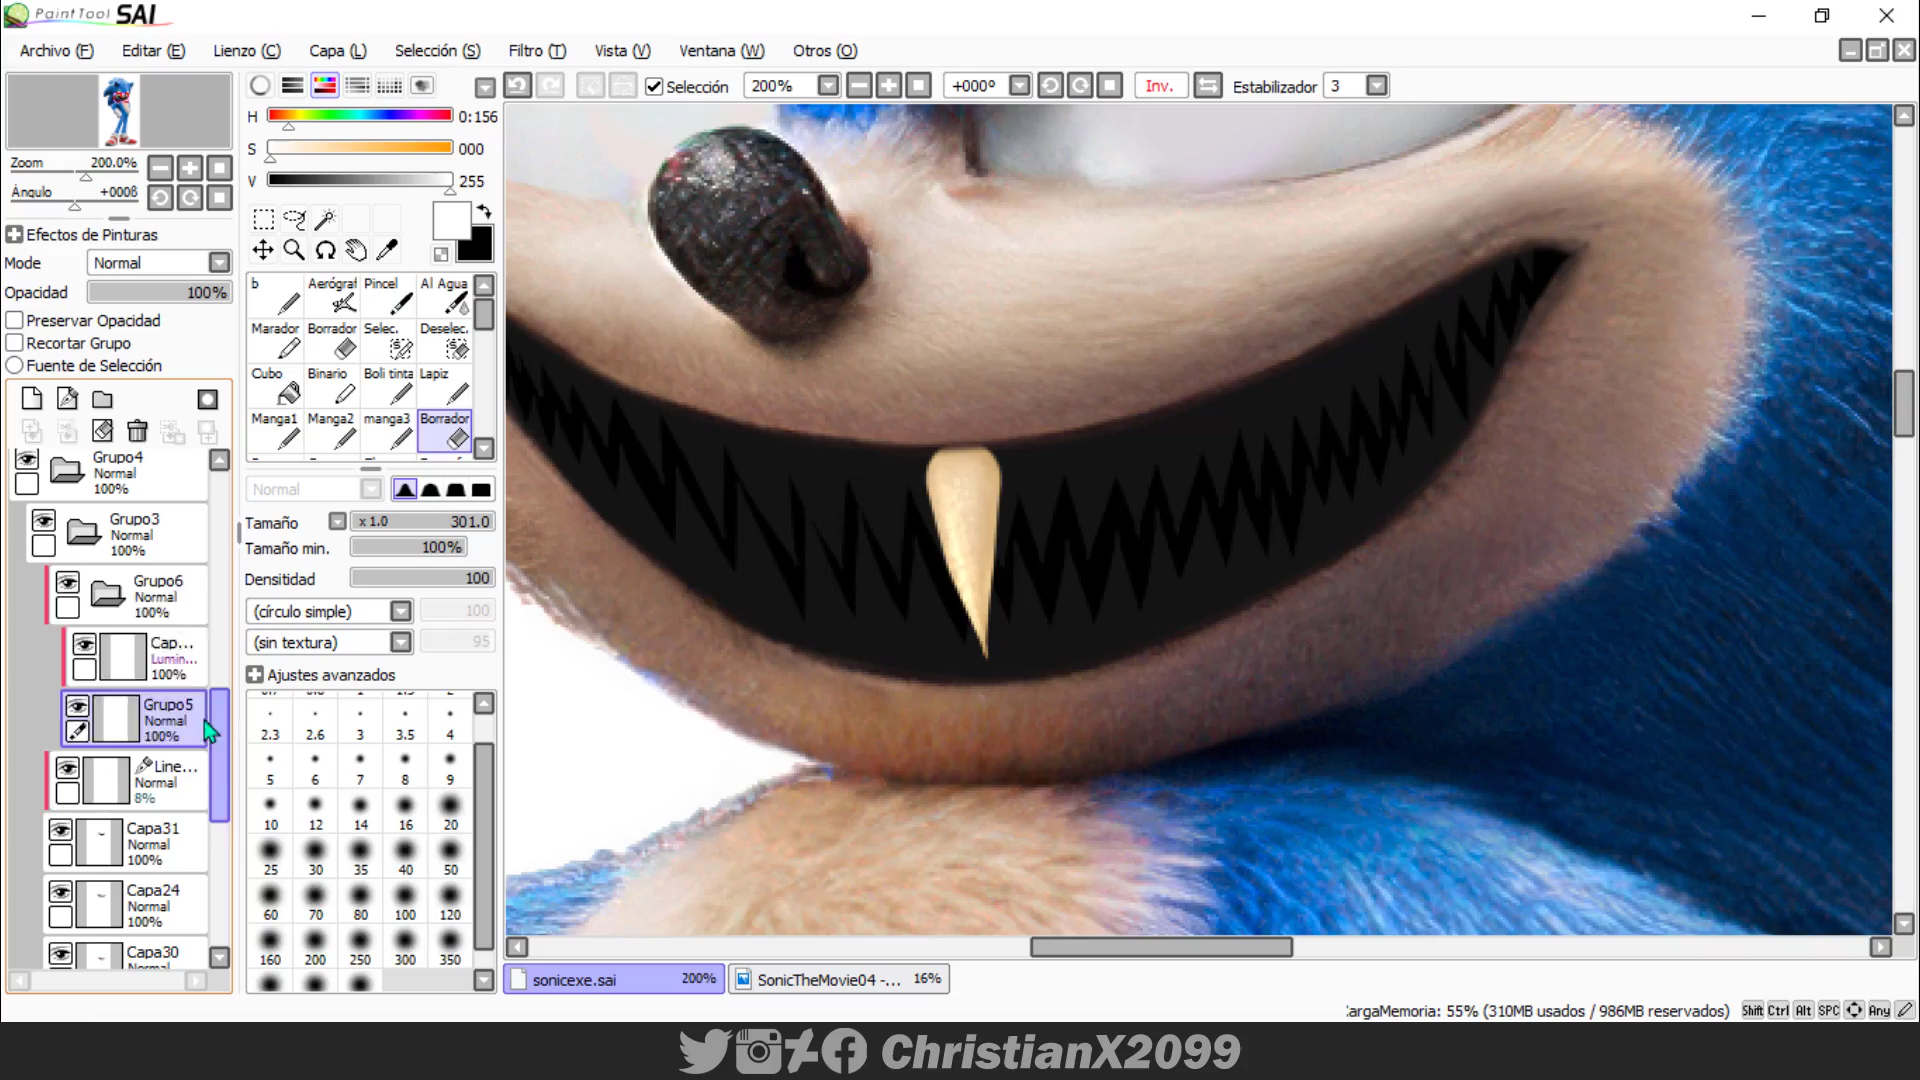 PaintTool SAI
Archivo (F) Editar (E) Lienzo (C) Capa (L) Selección (S) Filtro (T) Vista (V) Ventana (W) Otros (O)
Selección 200% +000º Inv. Estabilizador 3
Zoom 200.0%
Ángulo +000ß
Efectos de Pinturas
Mode Normal
Opacidad 100%
Preservar Opacidad
Recortar Grupo
Fuente de Selección
Grupo4
Normal
100%
Grupo3
Normal
100%
Grupo6
Normal
100%
Cap...
Lumin...
100%
Grupo5
Normal
100%
Line...
Normal
8%
Capa31
Normal
100%
Capa24
Normal
100%
Capa30
Normal
H 0:156
S 000
V 255
b Aerógraf Pincel Al Agua
Marador Borrador Selec. Deselec.
Cubo Binario Boli tinta Lapiz
Manga1 Manga2 manga3 Borrador
Normal
Tamaño x 1.0 301.0
Tamaño min. 100%
Densitidad 100
(círculo simple) 100
(sin textura) 95
Ajustes avanzados
2.3 2.6 3 3.5 4
5 6 7 8 9
10 12 14 16 20
25 30 35 40 50
60 70 80 100 120
160 200 250 300 350
sonicexe.sai 200% SonicTheMovie04 -... 16%
CargaMemoria: 55% (310MB usados / 986MB reservados) Shift Ctrl Alt SPC Any
ChristianX2099